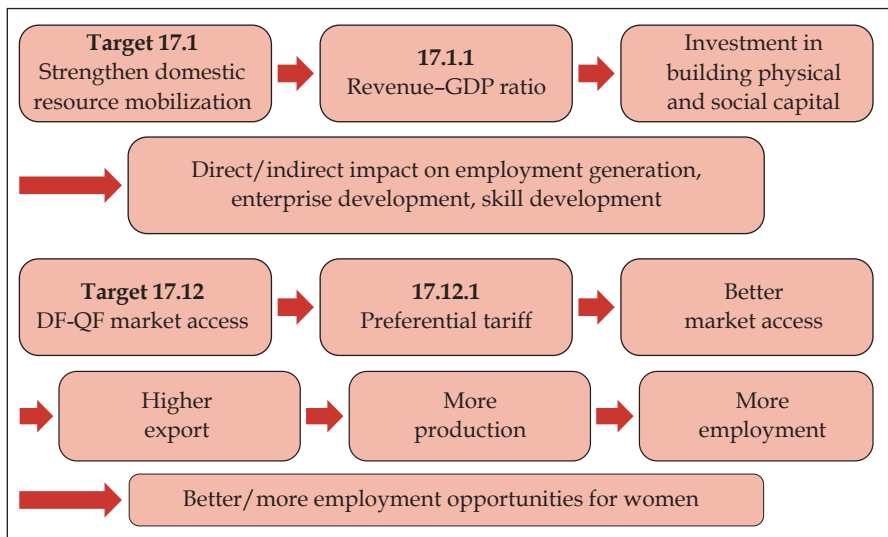 Target 17.1
Strengthen domestic
resource mobilization
17.1.1
Revenue–GDP ratio
Investment in
building physical
and social capital
Direct/indirect impact on employment generation,
enterprise development, skill development
Target 17.12
DF-QF market access
17.12.1
Preferential tariff
Better
market access
Higher
export
More
production
More
employment
Better/more employment opportunities for women